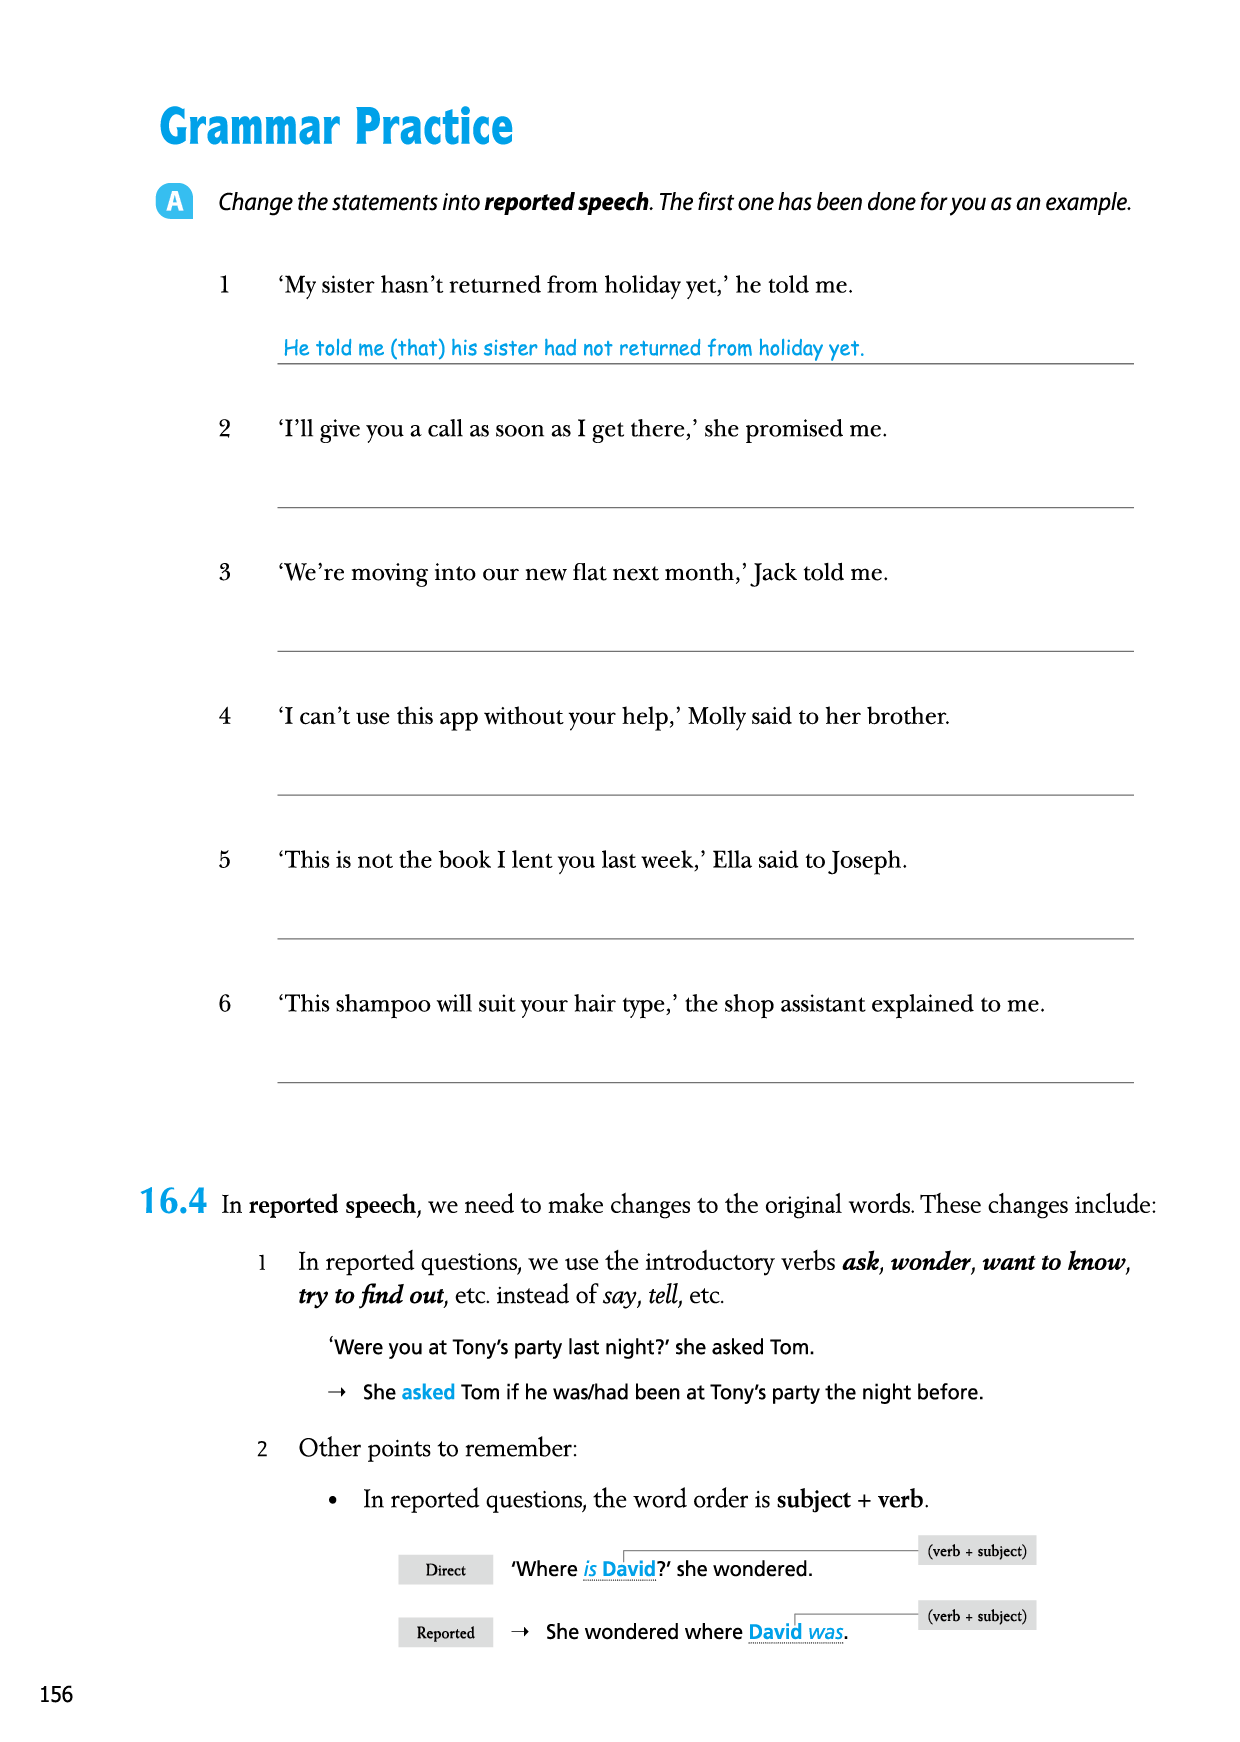 Grammar Practice
A Change the statements into reported speech. The first one has been done for you as an example.
1 ‘My sister hasn’t returned from holiday yet,’ he told me.
He told me (that) his sister had not returned from holiday yet.
2 ‘I’ll give you a call as soon as I get there,’ she promised me.
3 ‘We’re moving into our new flat next month,’ Jack told me.
4 ‘I can’t use this app without your help,’ Molly said to her brother.
5 ‘This is not the book I lent you last week,’ Ella said to Joseph.
6 ‘This shampoo will suit your hair type,’ the shop assistant explained to me.
16.4 In reported speech, we need to make changes to the original words. These changes include:
1 In reported questions, we use the introductory verbs ask, wonder, want to know,
try to find out, etc. instead of say, tell, etc.
‘Were you at Tony’s party last night?’ she asked Tom.
→ She asked Tom if he was/had been at Tony’s party the night before.
2 Other points to remember:
• In reported questions, the word order is subject + verb.
(verb + subject)
Direct ‘Where is David?’ she wondered.
(verb + subject)
Reported → She wondered where David was.
156